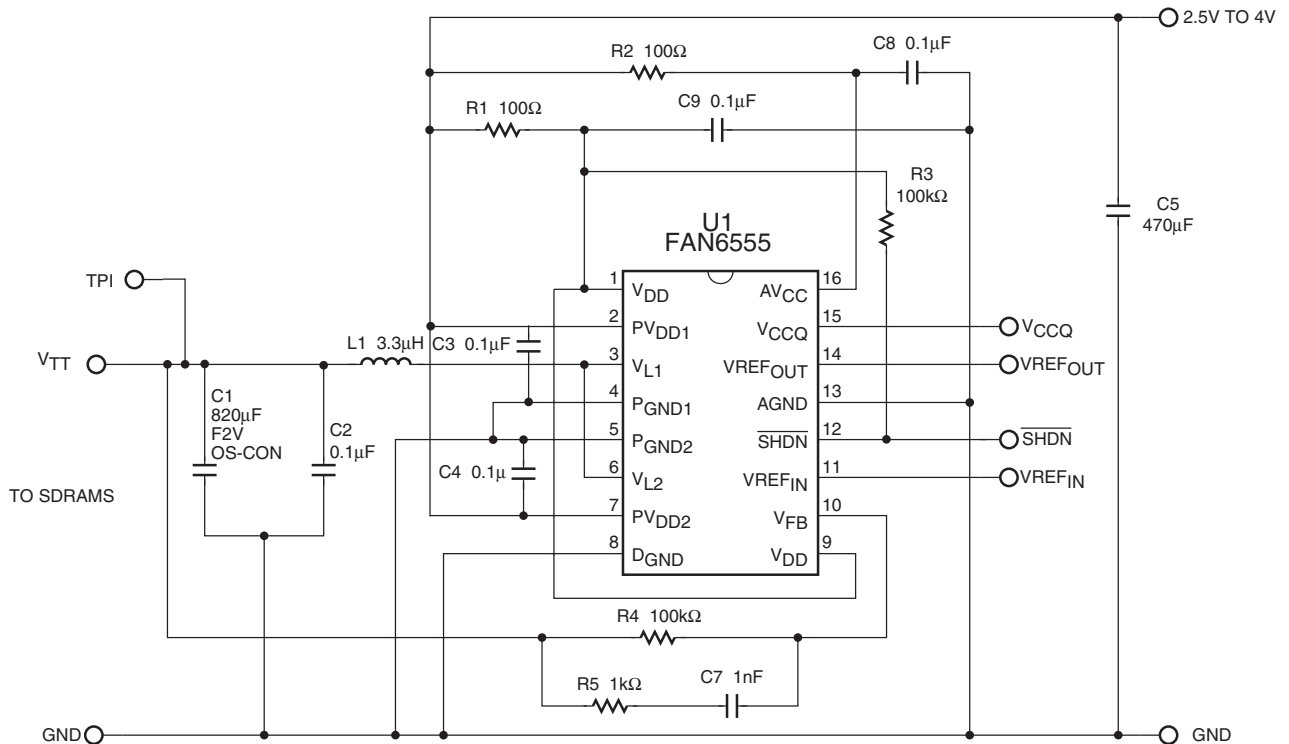 2.5V TO 4V
R2 100Ω
C8 0.1µF
R1 100Ω
C9 0.1µF
R3
100kΩ
C5
470µF
U1
FAN6555
TPI
VTT
L1 3.3µH
C3 0.1µF
C1
820µF
F2V
OS-CON
C2
0.1µF
C4 0.1µ
TO SDRAMS
1 VDD
2 PVDD1
3 VL1
4 PGND1
5 PGND2
6 VL2
7 PVDD2
8 DGND
AVCC 16
VCCQ 15
VREFOUT 14
AGND 13
SHDN 12
VREFIN 11
VFB 10
VDD 9
VCCQ
VREFOUT
SHDN
VREFIN
R4 100kΩ
R5 1kΩ
C7 1nF
GND
GND